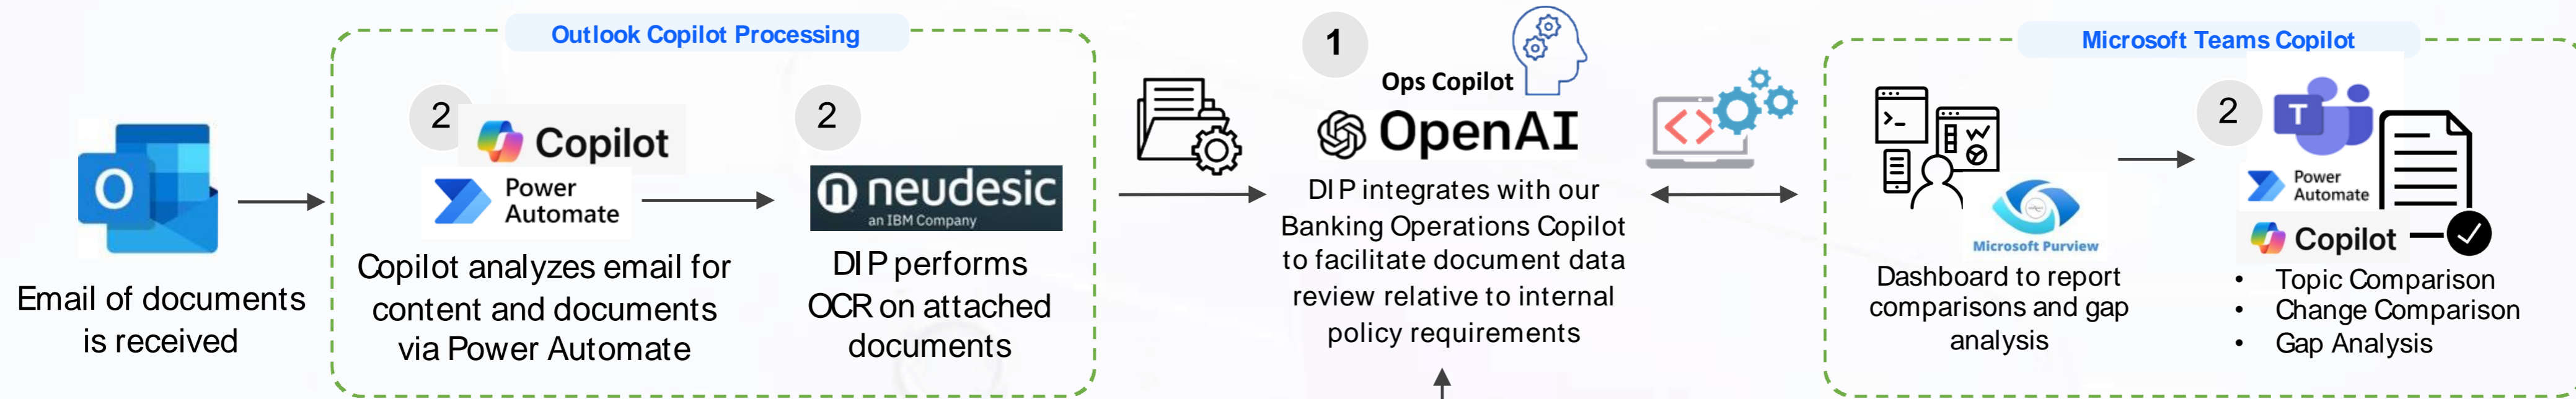 Outlook Copilot Processing
O
Email of documents
is received
2
Copilot
Power
Automate
Copilot analyzes email for
content and documents
via Power Automate
2
n neudesic
an IBM Company
DIP performs
OCR on attached
documents
1
Ops Copilot
OpenAI
DIP integrates with our
Banking Operations Copilot
to facilitate document data
review relative to internal
policy requirements
Microsoft Teams Copilot
Microsoft Purview
Dashboard to report
comparisons and gap
analysis
2
T
Power
Automate
Copilot
• Topic Comparison
• Change Comparison
• Gap Analysis